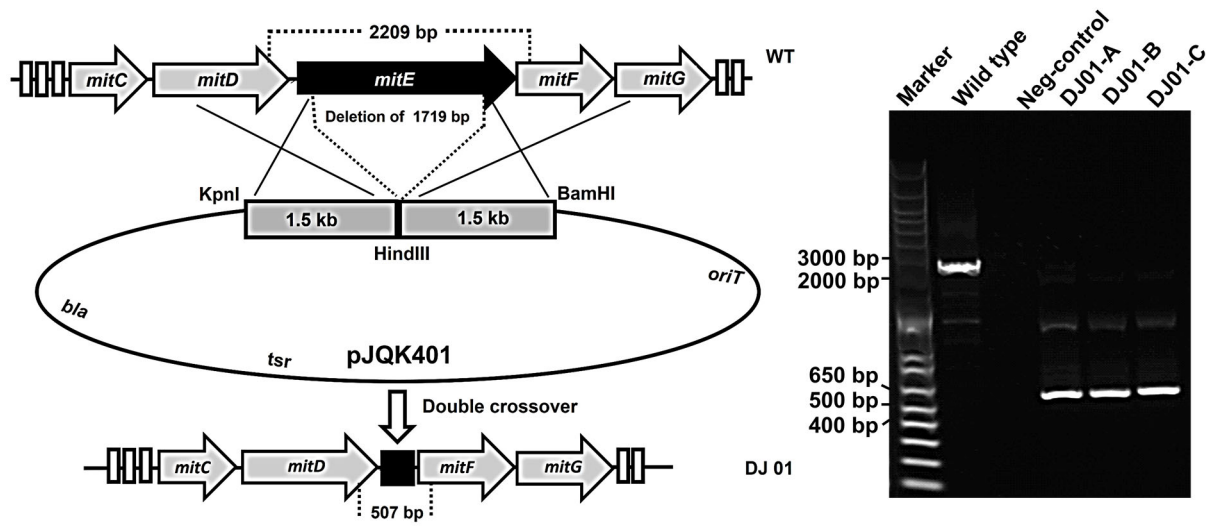 2209 bp
WT
mitC mitD mitE mitF mitG
Deletion of 1719 bp
KpnI
BamHI
1.5 kb 1.5 kb
HindIII
oriT
bla
tsr
pJQK401
Double crossover
mitC mitD mitF mitG
DJ 01
507 bp
Marker
Wild type
Neg-control
DJ01-A
DJ01-B
DJ01-C
3000 bp
2000 bp
650 bp
500 bp
400 bp